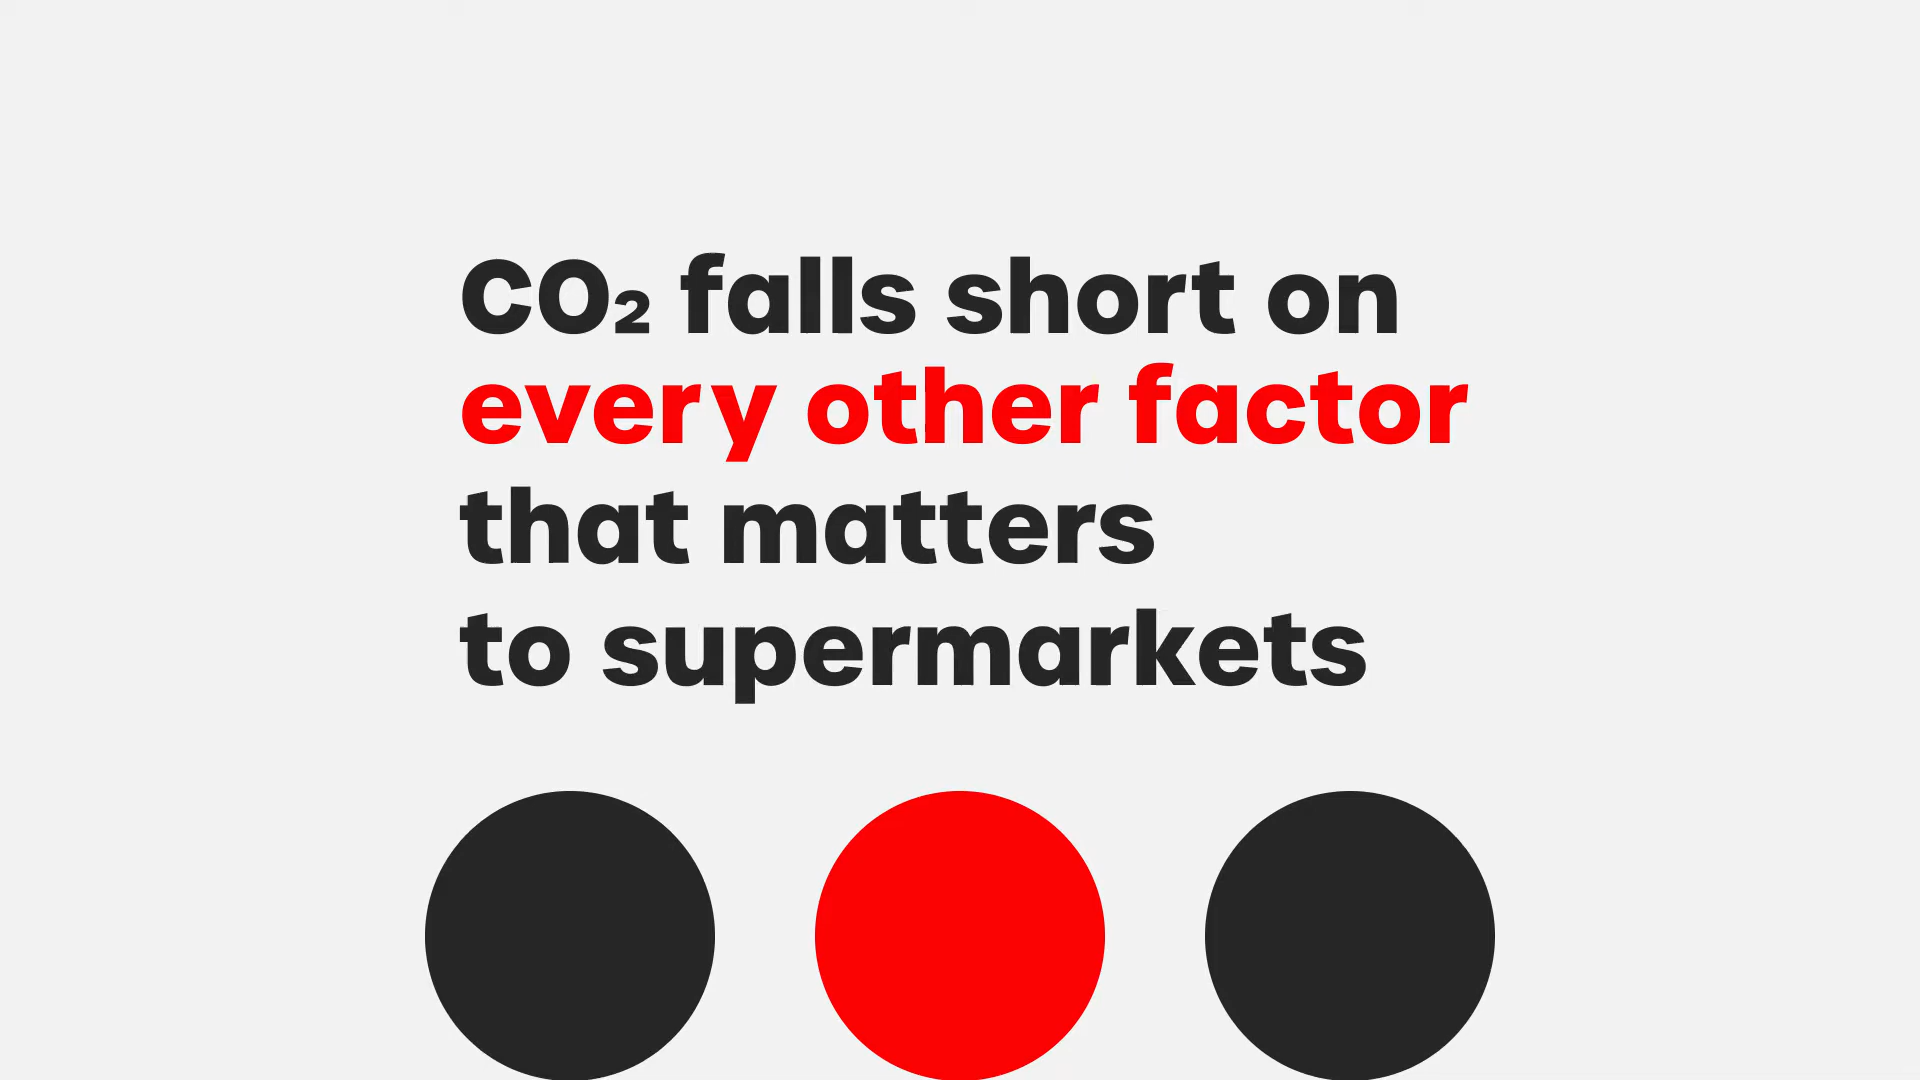 CO₂ falls short on
every other factor
that matters
to supermarkets